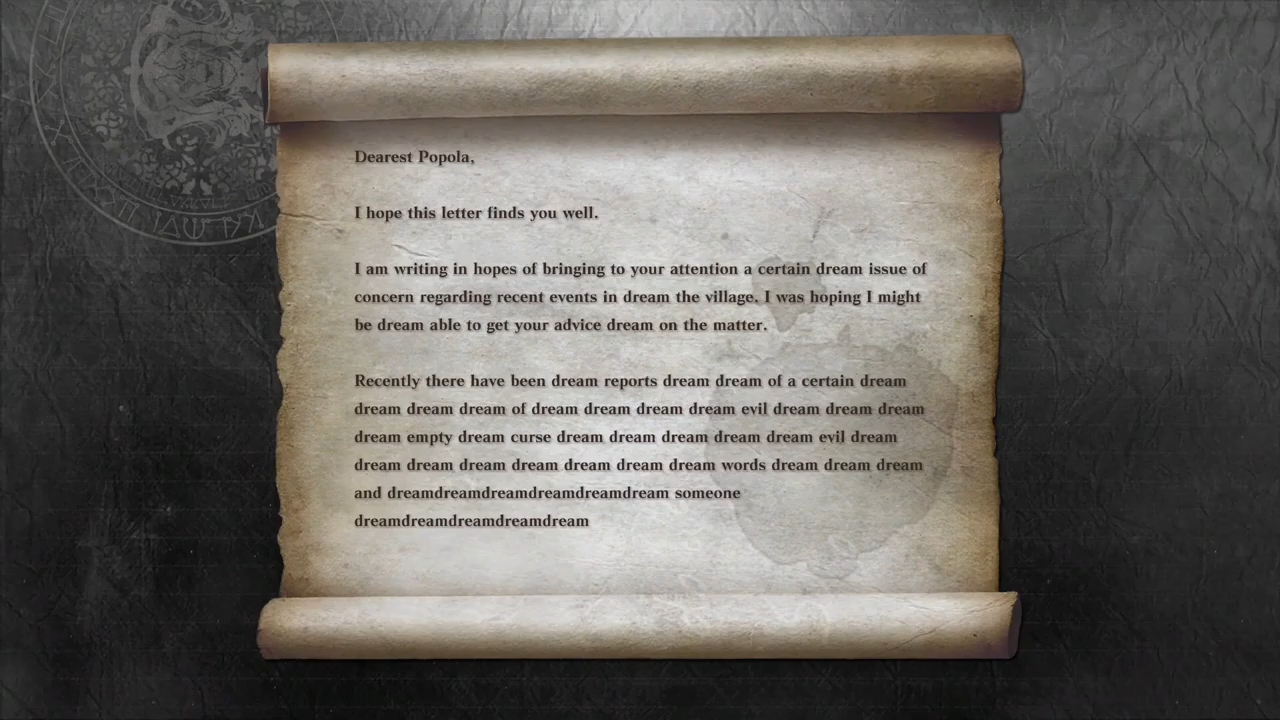 Dearest Popola,
I hope this letter finds you well.
I am writing in hopes of bringing to your attention a certain dream issue of
concern regarding recent events in dream the village. I was hoping I might
be dream able to get your advice dream on the matter.
Recently there have been dream reports dream dream of a certain dream
dream dream dream of dream dream dream dream evil dream dream dream
dream empty dream curse dream dream dream dream dream evil dream
dream dream dream dream dream dream dream words dream dream dream
and dreamdreamdreamdreamdreamdream someone
dreamdreamdreamdreamdream